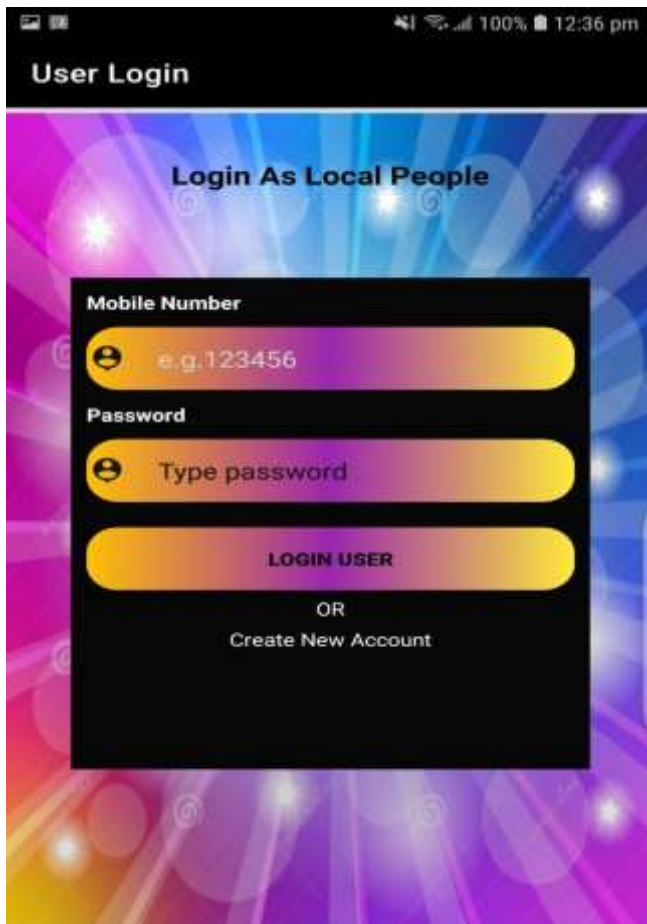 100% 12:36 pm
User Login
Login As Local People
Mobile Number
e.g.123456
Password
Type password
LOGIN USER
OR
Create New Account